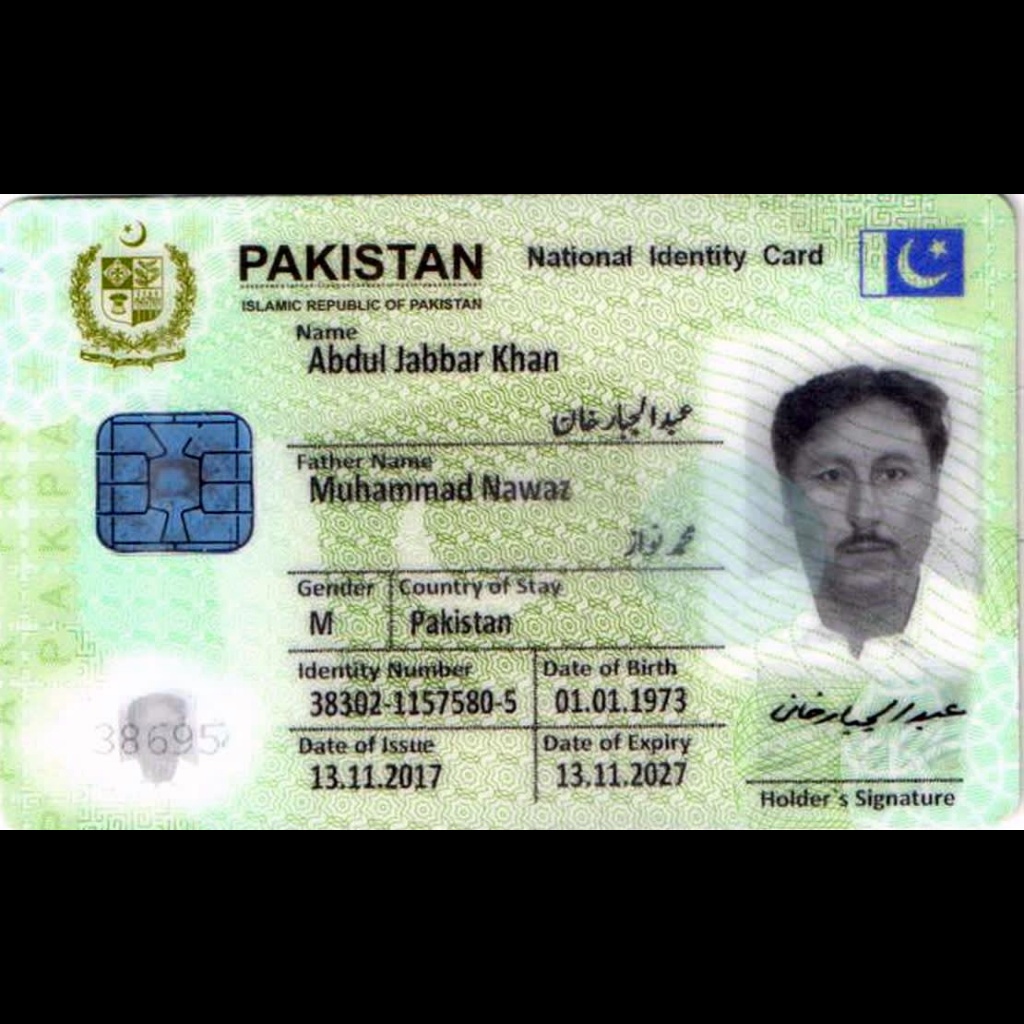 PAKISTAN National Identity Card
ISLAMIC REPUBLIC OF PAKISTAN
Name
Abdul Jabbar Khan
عبدالجبار خان
Father Name
Muhammad Nawaz
محمد نواز
Gender Country of Stay
M Pakistan
Identity Number Date of Birth
38302-1157580-5 01.01.1973
38695
Date of Issue Date of Expiry
13.11.2017 13.11.2027
عبدالجبار خان
Holder`s Signature